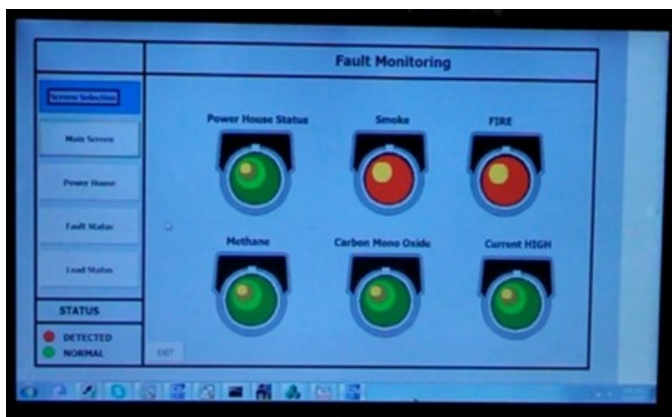 Fault Monitoring
Screen Selection
Main Screen
Power House
Fault Status
Load Status
STATUS
DETECTED
NORMAL
Power House Status
Smoke
FIRE
Methane
Carbon Mono Oxide
Current HIGH
EXIT